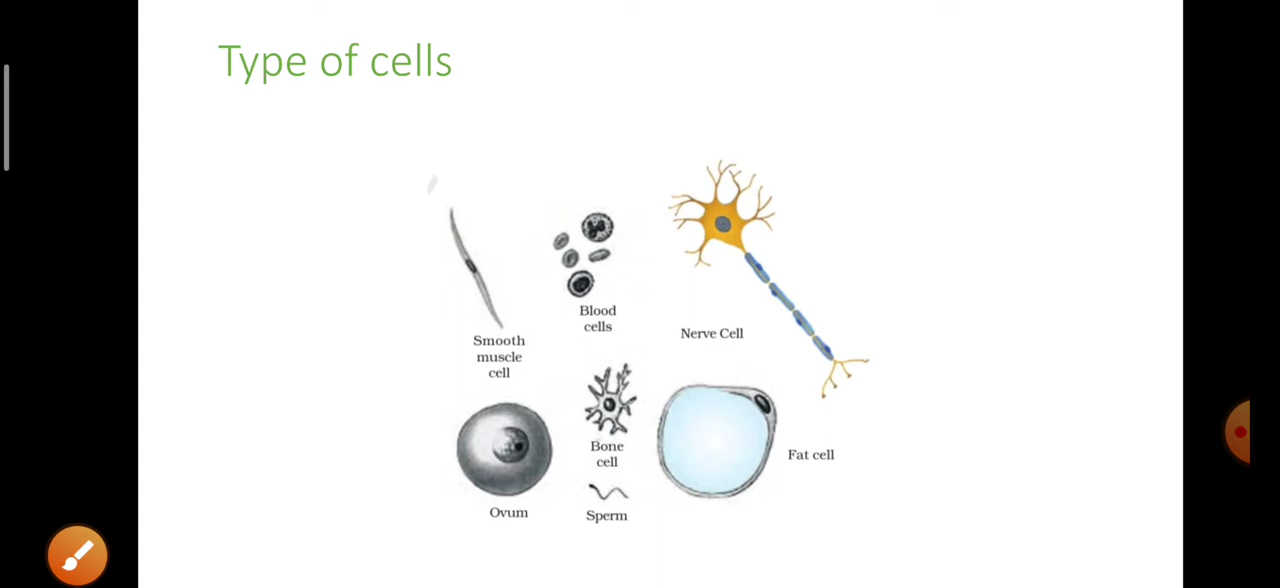 Type of cells
Blood
cells
Nerve Cell
Smooth
muscle
cell
Bone
cell
Fat cell
Ovum
Sperm